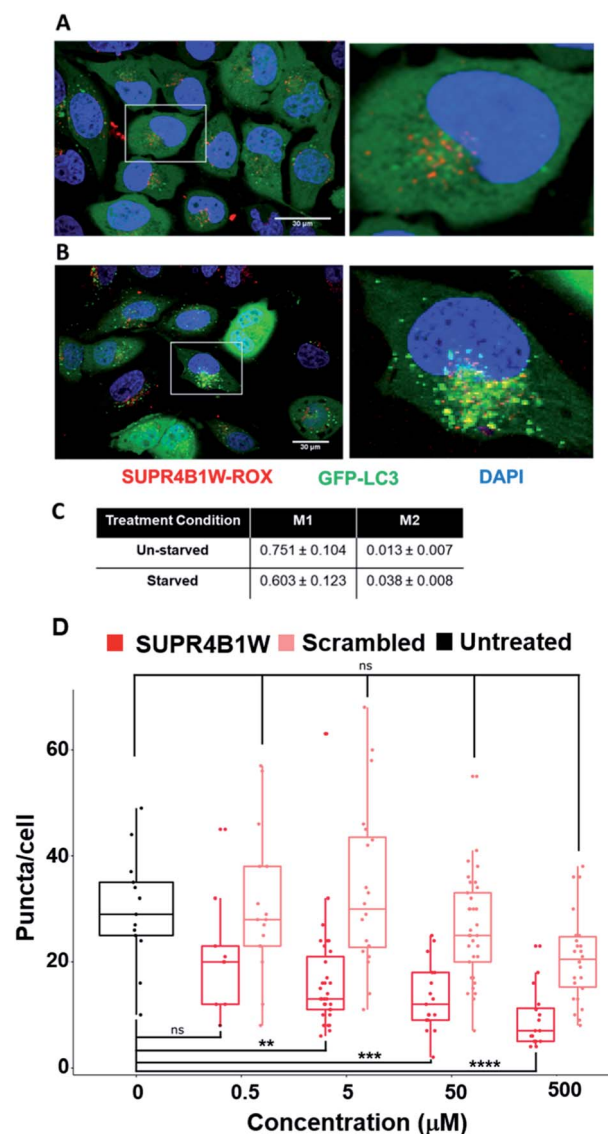 A
30 μm
B
30 μm
SUPR4B1W-ROX GFP-LC3 DAPI
C
Treatment Condition M1 M2
Un-starved 0.751 ± 0.104 0.013 ± 0.007
Starved 0.603 ± 0.123 0.038 ± 0.008
D
SUPR4B1W Scrambled Untreated
ns
60
40
20
0
Puncta/cell
ns
**
***
****
0 0.5 5 50 500
Concentration (μM)